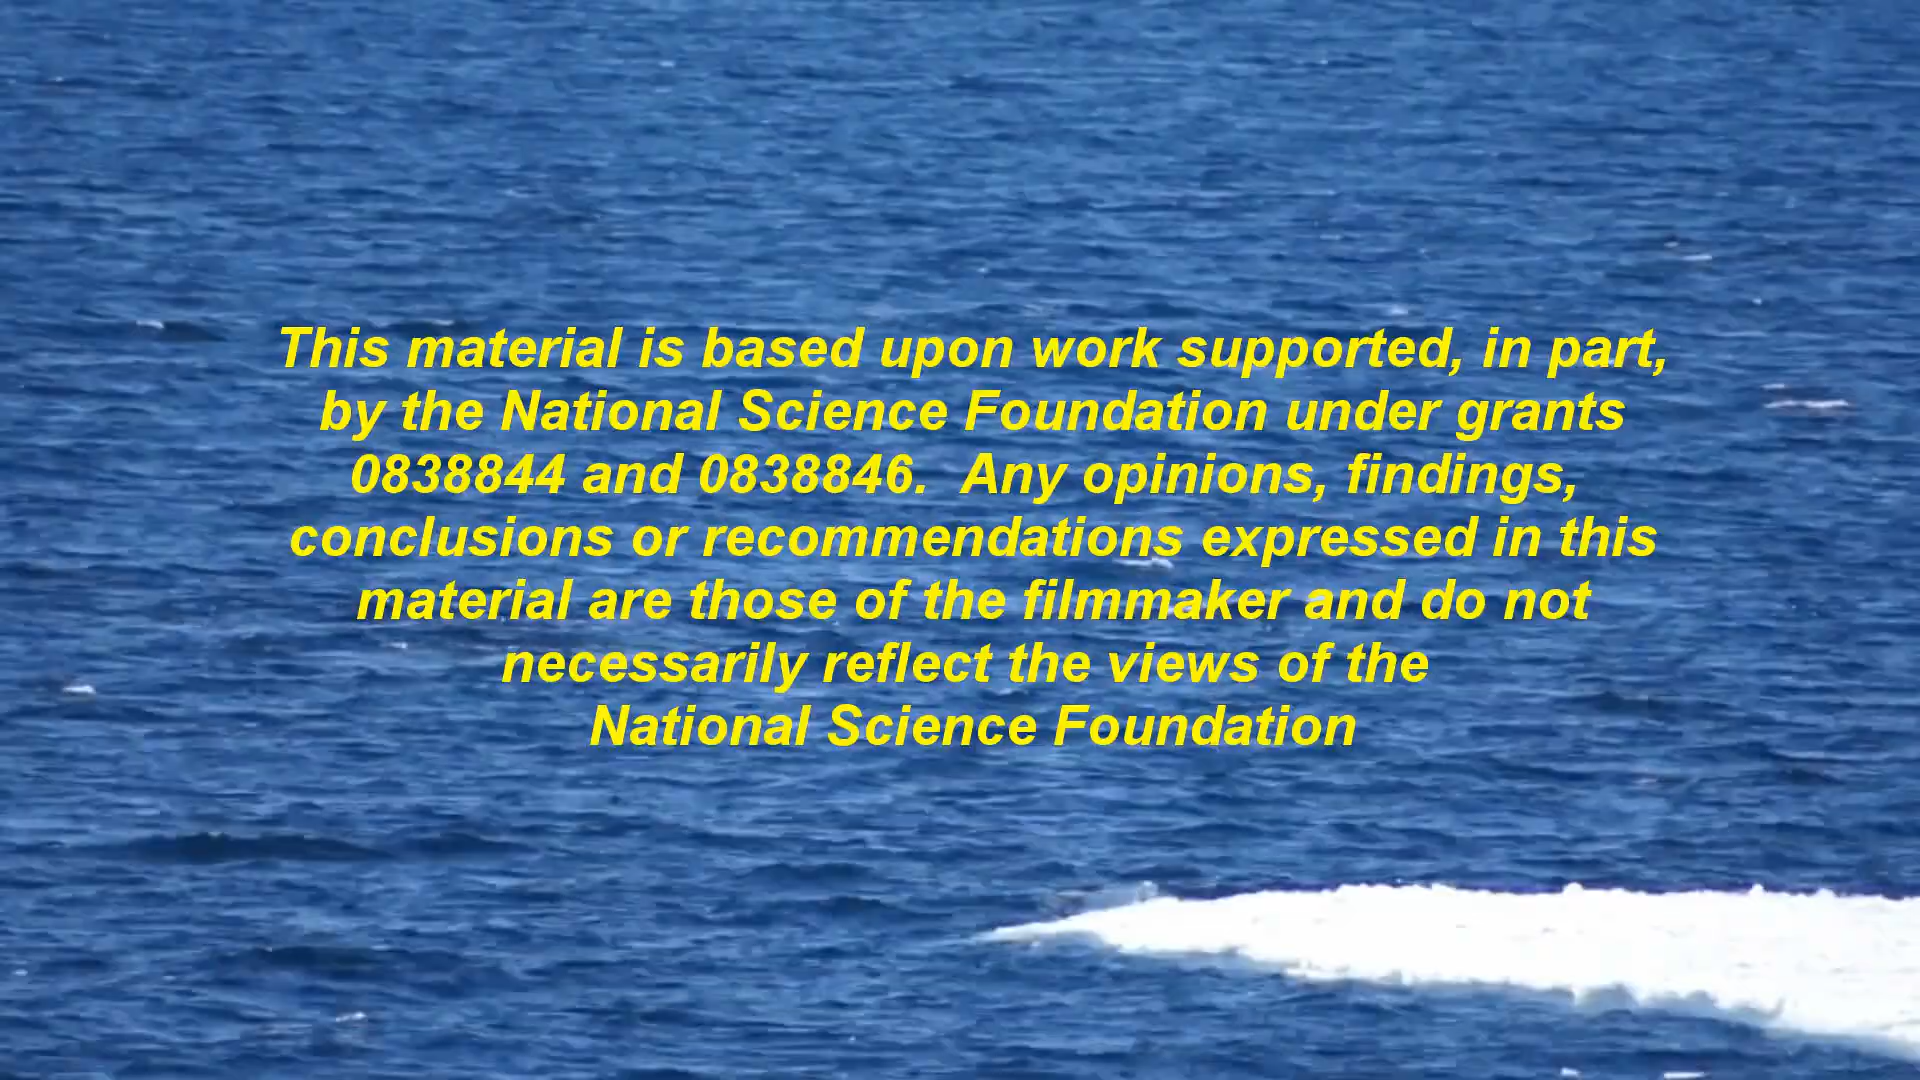 This material is based upon work supported, in part,
by the National Science Foundation under grants
0838844 and 0838846.  Any opinions, findings,
conclusions or recommendations expressed in this
material are those of the filmmaker and do not
necessarily reflect the views of the
National Science Foundation